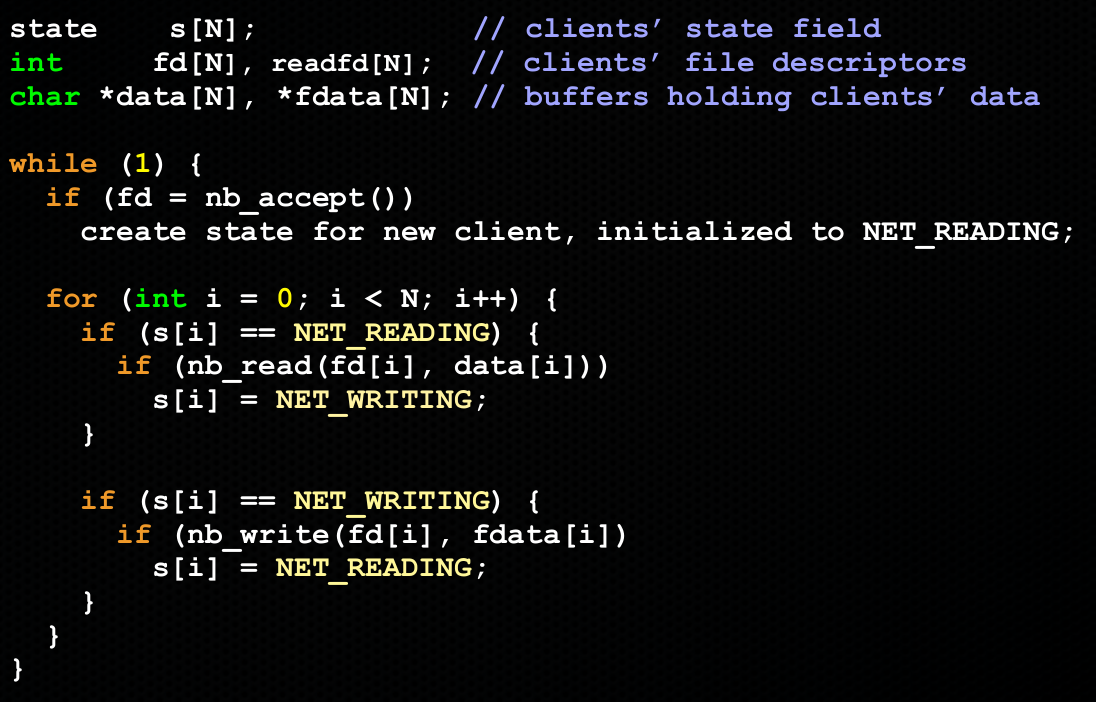 state    s[N];            // clients’ state field
int     fd[N], readfd[N];  // clients’ file descriptors
char *data[N], *fdata[N]; // buffers holding clients’ data
while (1) {
  if (fd = nb_accept())
    create state for new client, initialized to NET_READING;
  for (int i = 0; i < N; i++) {
    if (s[i] == NET_READING) {
      if (nb_read(fd[i], data[i]))
        s[i] = NET_WRITING;
    }
    if (s[i] == NET_WRITING) {
      if (nb_write(fd[i], fdata[i])
        s[i] = NET_READING;
    }
  }
}